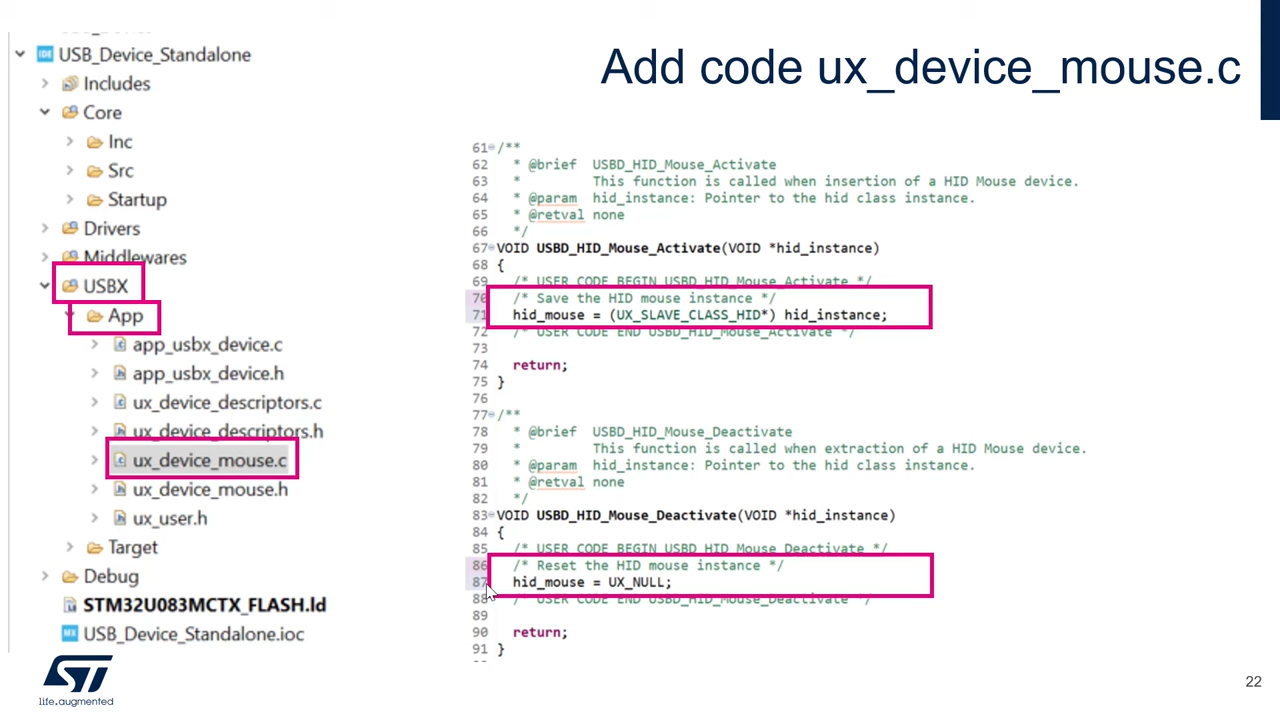 Add code ux_device_mouse.c
USB_Device_Standalone
Includes
Core
Inc
Src
Startup
Drivers
Middlewares
USBX
App
app_usbx_device.c
app_usbx_device.h
ux_device_descriptors.c
ux_device_descriptors.h
ux_device_mouse.c
ux_device_mouse.h
ux_user.h
Target
Debug
STM32U083MCTX_FLASH.ld
USB_Device_Standalone.ioc
61 /**
62  * @brief  USBD_HID_Mouse_Activate
63  *         This function is called when insertion of a HID Mouse device.
64  * @param  hid_instance: Pointer to the hid class instance.
65  * @retval none
66  */
67 VOID USBD_HID_Mouse_Activate(VOID *hid_instance)
68 {
69   /* USER CODE BEGIN USBD_HID_Mouse_Activate */
70   /* Save the HID mouse instance */
71   hid_mouse = (UX_SLAVE_CLASS_HID*) hid_instance;
72   /* USER CODE END USBD_HID_Mouse_Activate */
73
74   return;
75 }
76
77 /**
78  * @brief  USBD_HID_Mouse_Deactivate
79  *         This function is called when extraction of a HID Mouse device.
80  * @param  hid_instance: Pointer to the hid class instance.
81  * @retval none
82  */
83 VOID USBD_HID_Mouse_Deactivate(VOID *hid_instance)
84 {
85   /* USER CODE BEGIN USBD_HID_Mouse_Deactivate */
86   /* Reset the HID mouse instance */
87   hid_mouse = UX_NULL;
88   /* USER CODE END USBD_HID_Mouse_Deactivate */
89
90   return;
91 }
ST
life.augmented
22